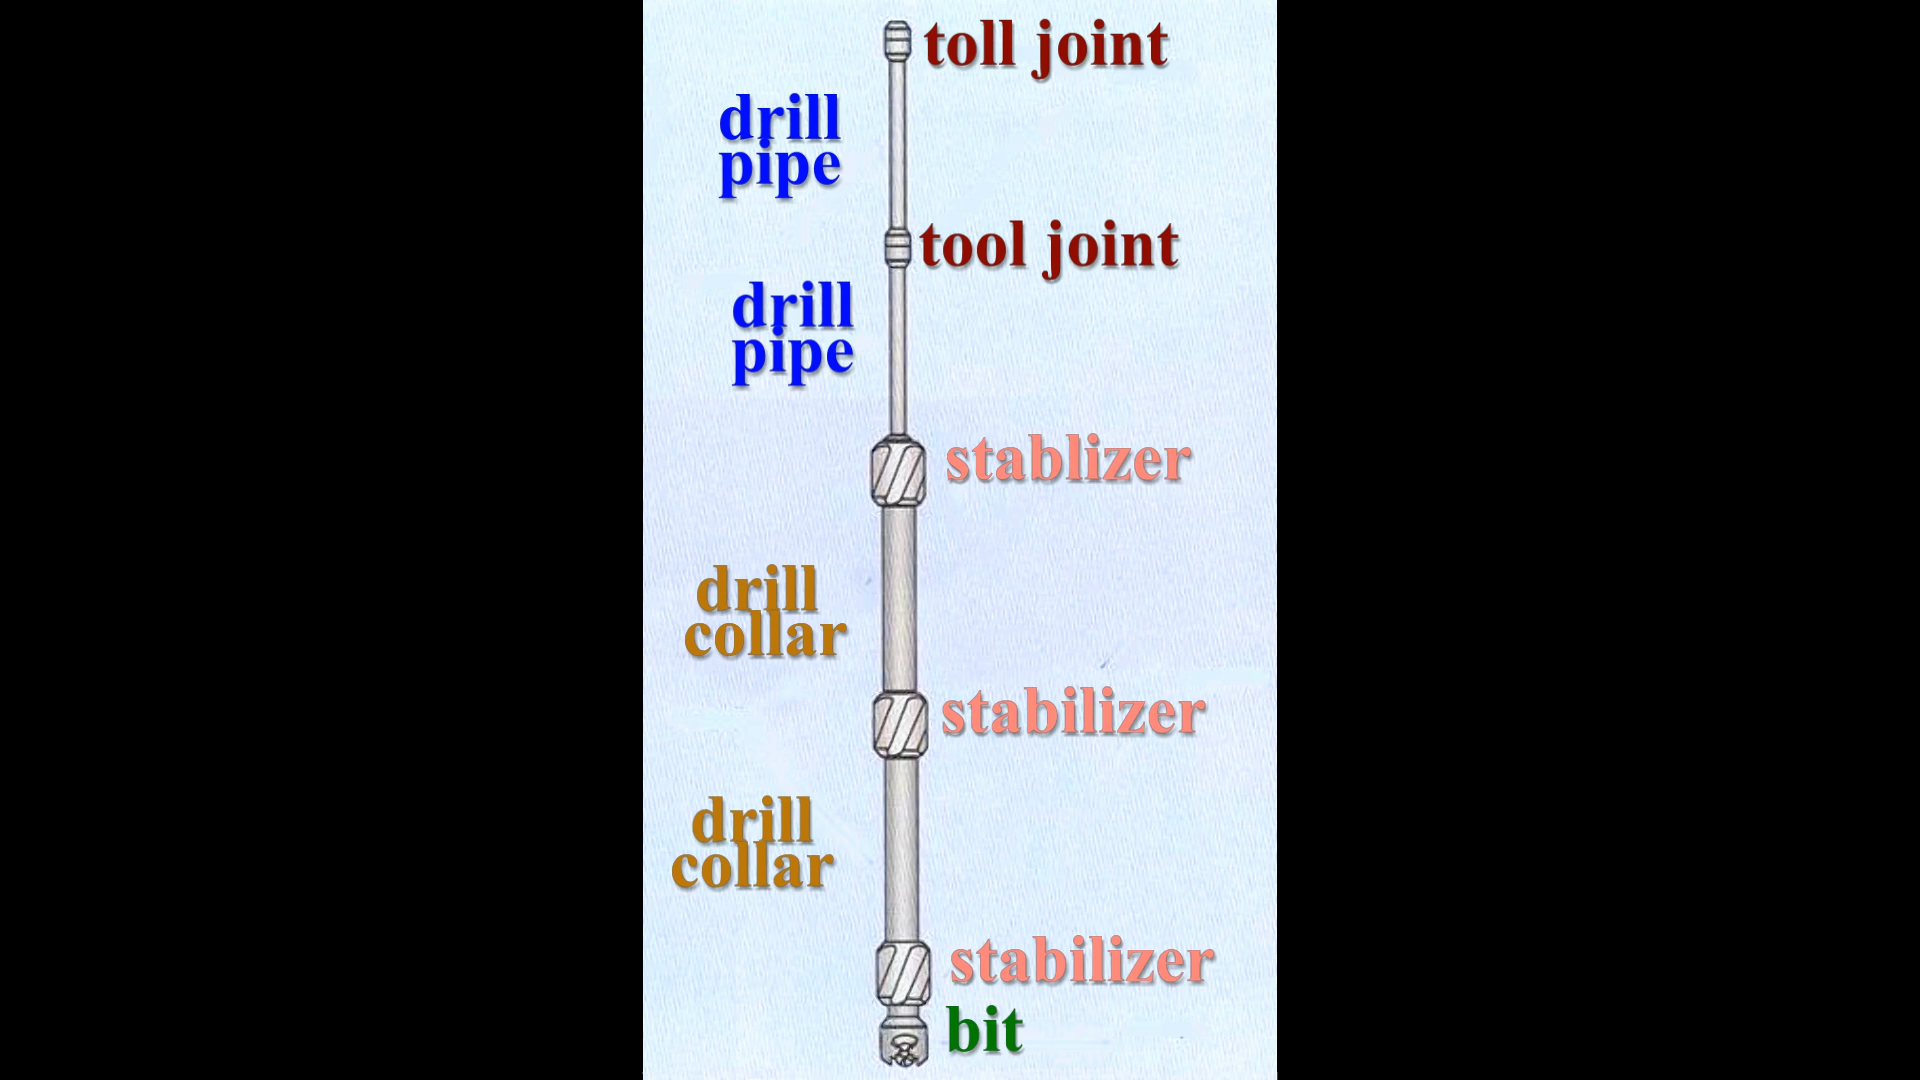 toll joint
drill
pipe
tool joint
drill
pipe
stablizer
drill
collar
stabilizer
drill
collar
stabilizer
bit